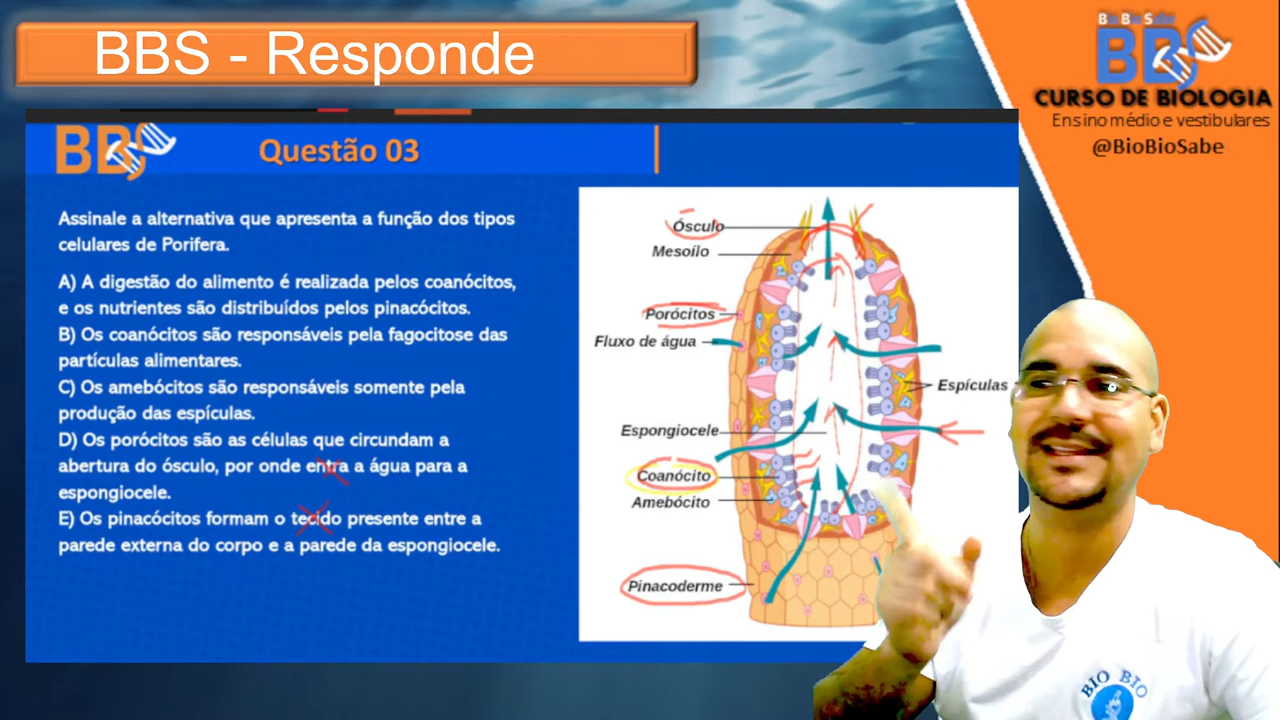 BBS - Responde
Bio Bio Sabe
BBS
CURSO DE BIOLOGIA
Ensino médio e vestibulares
@BioBioSabe
BBS
Questão 03
Assinale a alternativa que apresenta a função dos tipos
celulares de Porifera.
A) A digestão do alimento é realizada pelos coanócitos,
e os nutrientes são distribuídos pelos pinacócitos.
B) Os coanócitos são responsáveis pela fagocitose das
partículas alimentares.
C) Os amebócitos são responsáveis somente pela
produção das espículas.
D) Os porócitos são as células que circundam a
abertura do ósculo, por onde entra a água para a
espongiocele.
E) Os pinacócitos formam o tecido presente entre a
parede externa do corpo e a parede da espongiocele.
Ósculo
Mesoílo
Porócitos
Fluxo de água
Espículas
Espongiocele
Coanócito
Amebócito
Pinacoderme
BIO BIO